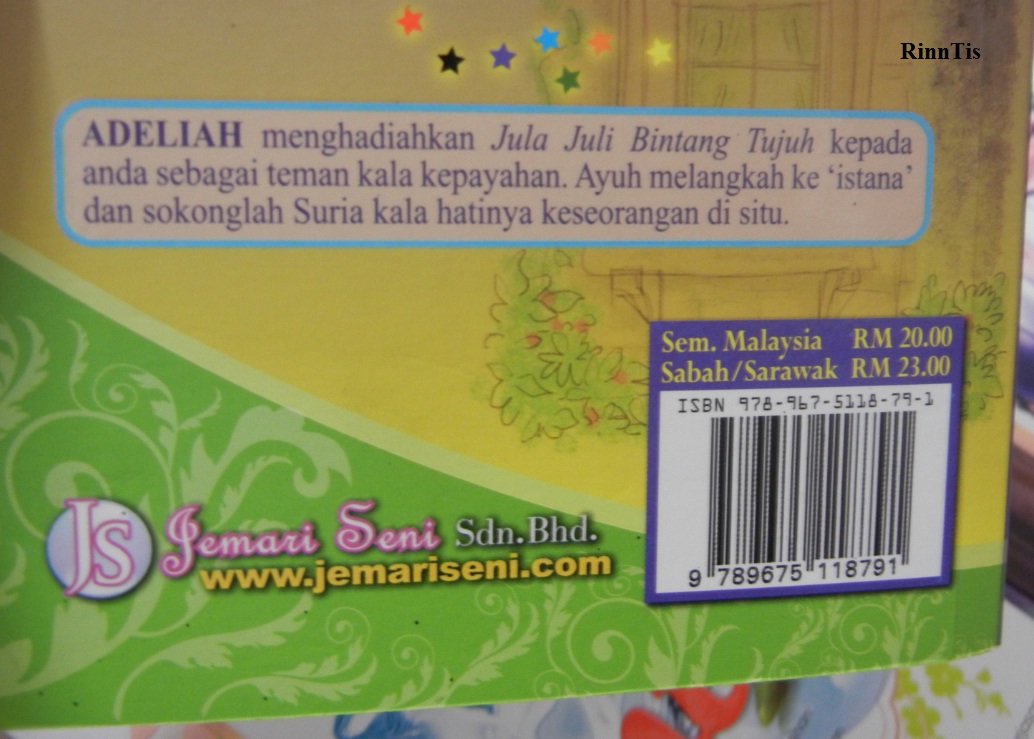 RinnTis
ADELIAH menghadiahkan Jula Juli Bintang Tujuh kepada
anda sebagai teman kala kepayahan. Ayuh melangkah ke ‘istana’
dan sokonglah Suria kala hatinya keseorangan di situ.
Sem. Malaysia RM 20.00
Sabah/Sarawak RM 23.00
ISBN 978-967-5118-79-1
9 789675 118791
JS Jemari Seni Sdn.Bhd.
www.jemariseni.com